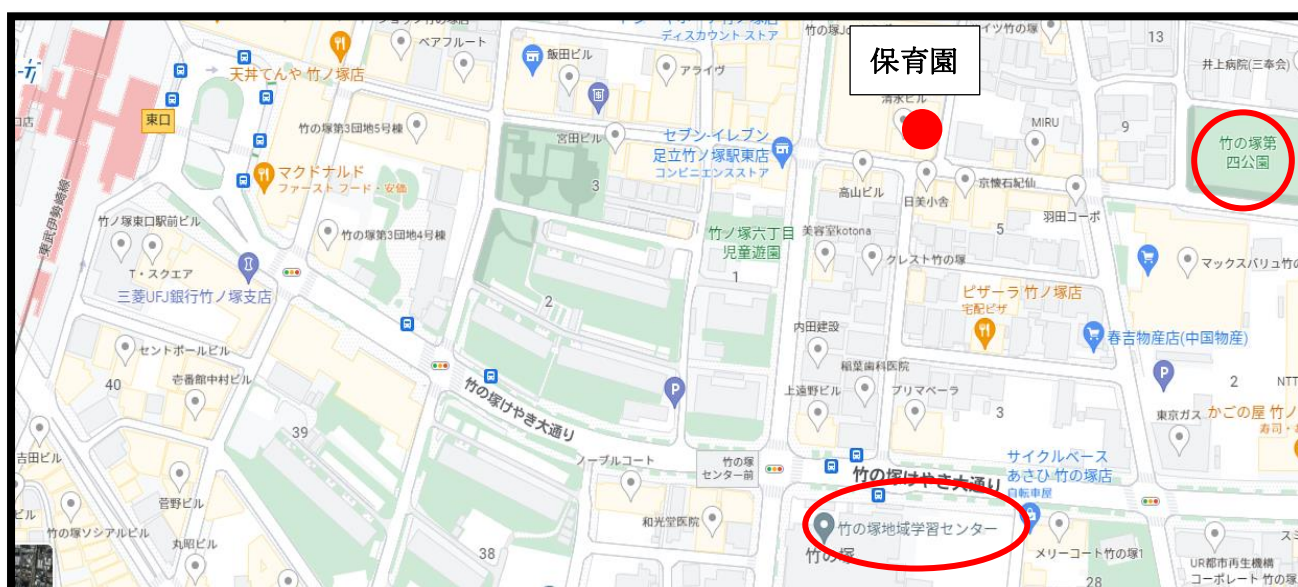 竹の塚店
ディスカウント ストア
ペアフルート
飯田ビル
アライヴ
保育園
清水ビル
13
井上病院(三奉会)
天丼てんや 竹ノ塚店
東口
竹の塚第3団地5号棟
宮田ビル
セブン-イレブン
足立竹ノ塚駅東店
コンビニエンスストア
MIRU
9
竹の塚第
四公園
マクドナルド
ファースト フード・安価
3
高山ビル
日美小舎
京懐石紀仙
羽田コーポ
東武伊勢崎線
竹ノ塚東口駅前ビル
竹の塚第3団地4号棟
竹ノ塚六丁目
児童遊園
美容室kotona
5
T・スクエア
クレスト竹の塚
マックスバリュ竹の
三菱UFJ銀行竹ノ塚支店
1
2
ピザーラ 竹ノ塚店
宅配ピザ
内田建設
春吉物産店(中国物産)
セントポールビル
稲葉歯科医院
40
壱番館中村ビル
P
上遠野ビル
プリマベーラ
P
2
NTT
竹の塚けやき大通り
3
東京ガス
かごの屋 竹ノ
寿司・
39
吉田ビル
ノーブルコート
竹の塚
センター前
竹の塚けやき大通り
サイクルベース
あさひ 竹の塚店
自転車屋
菅野ビル
竹の塚ソシアルビル
丸昭ビル
和光堂医院
竹の塚地域学習センター
竹の塚
メリーコート竹の塚1
38
28
UR都市再生機構
コーポレート 竹の塚